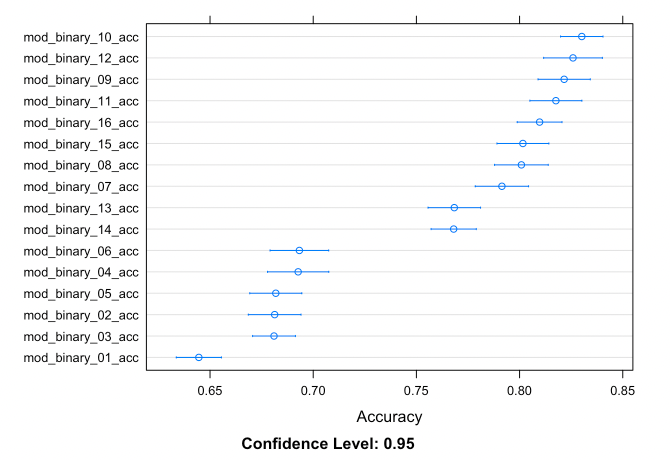 mod_binary_10_acc
mod_binary_12_acc
mod_binary_09_acc
mod_binary_11_acc
mod_binary_16_acc
mod_binary_15_acc
mod_binary_08_acc
mod_binary_07_acc
mod_binary_13_acc
mod_binary_14_acc
mod_binary_06_acc
mod_binary_04_acc
mod_binary_05_acc
mod_binary_02_acc
mod_binary_03_acc
mod_binary_01_acc
0.65 0.70 0.75 0.80 0.85
Accuracy
Confidence Level: 0.95